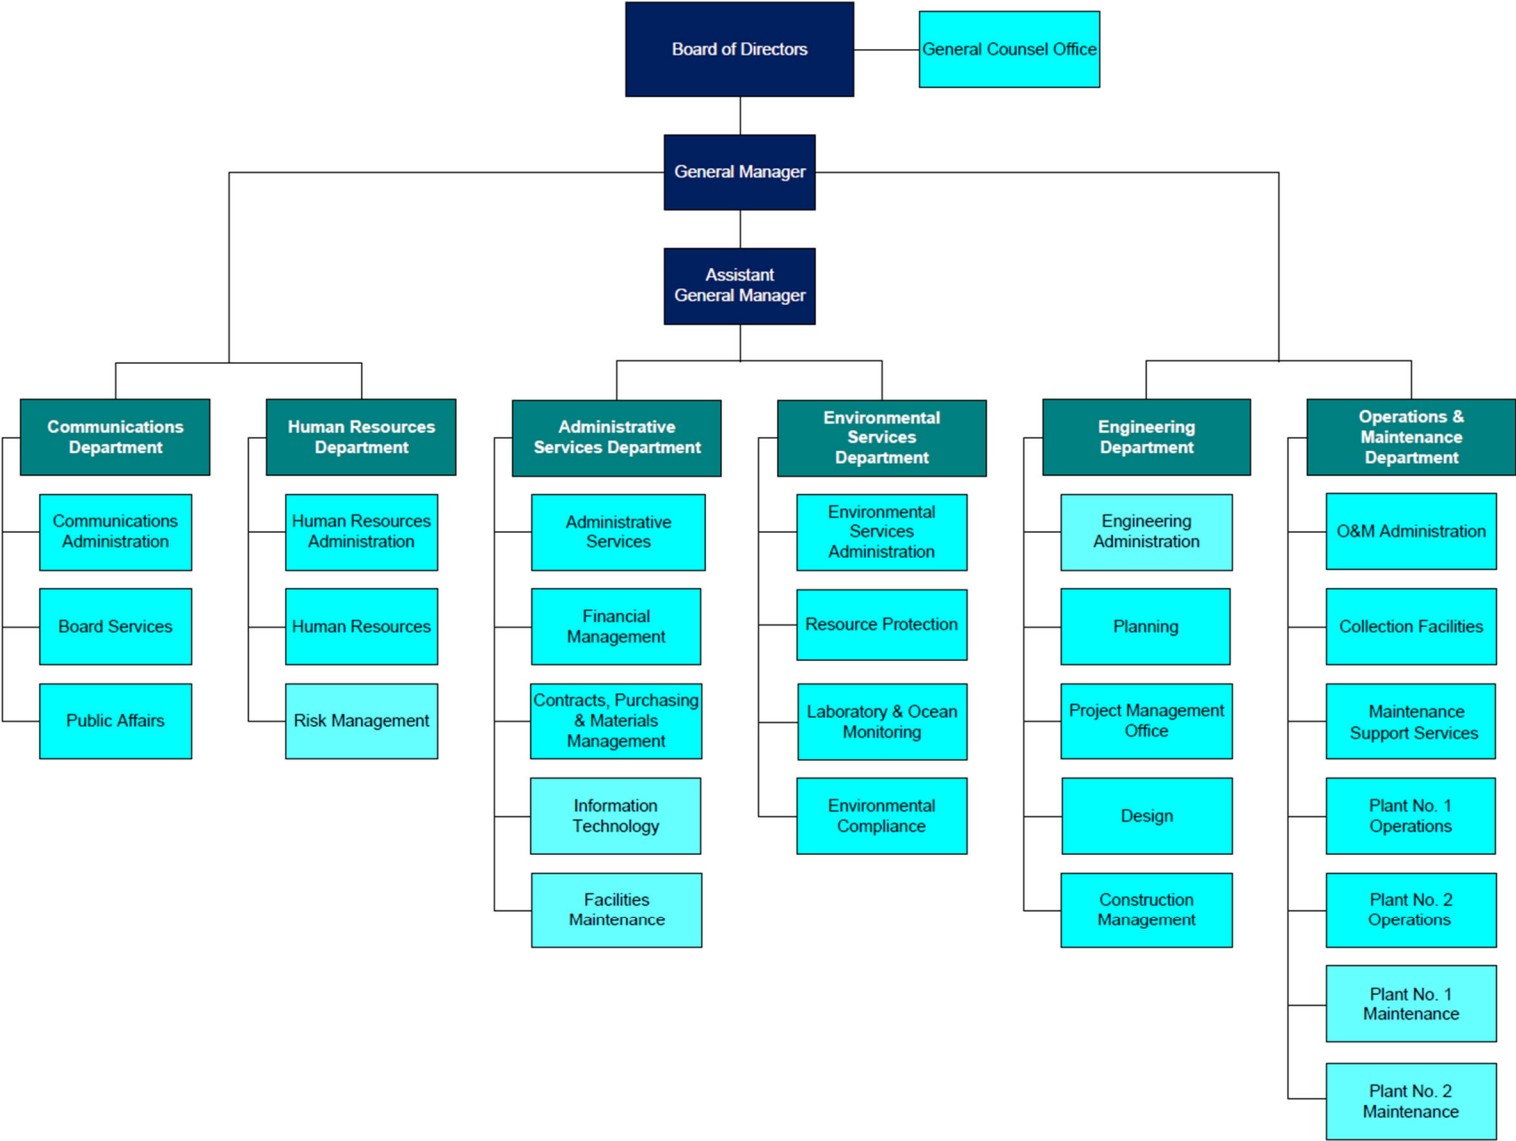 Board of Directors
General Counsel Office
General Manager
Assistant
General Manager
Communications
Department
Communications
Administration
Board Services
Public Affairs
Human Resources
Department
Human Resources
Administration
Human Resources
Risk Management
Administrative
Services Department
Administrative
Services
Financial
Management
Contracts, Purchasing
& Materials
Management
Information
Technology
Facilities
Maintenance
Environmental
Services
Department
Environmental
Services
Administration
Resource Protection
Laboratory & Ocean
Monitoring
Environmental
Compliance
Engineering
Department
Engineering
Administration
Planning
Project Management
Office
Design
Construction
Management
Operations &
Maintenance
Department
O&M Administration
Collection Facilities
Maintenance
Support Services
Plant No. 1
Operations
Plant No. 2
Operations
Plant No. 1
Maintenance
Plant No. 2
Maintenance